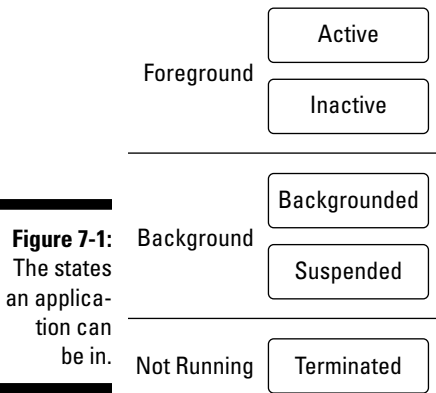 Active
Foreground
Inactive
Backgrounded
Background
Suspended
Figure 7-1:
The states
an applica-
tion can
be in.
Not Running
Terminated